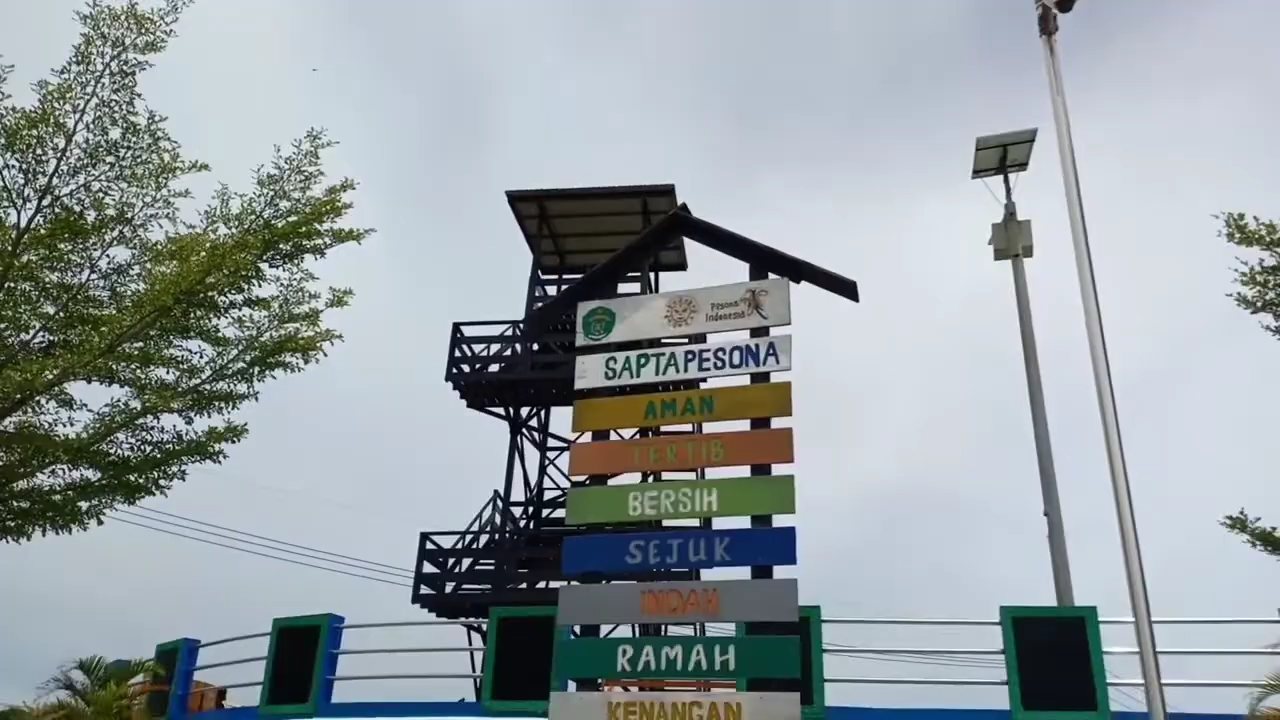 Pesona
Indonesia
SAPTAPESONA
AMAN
TERTIB
BERSIH
SEJUK
INDAH
RAMAH
KENANGAN